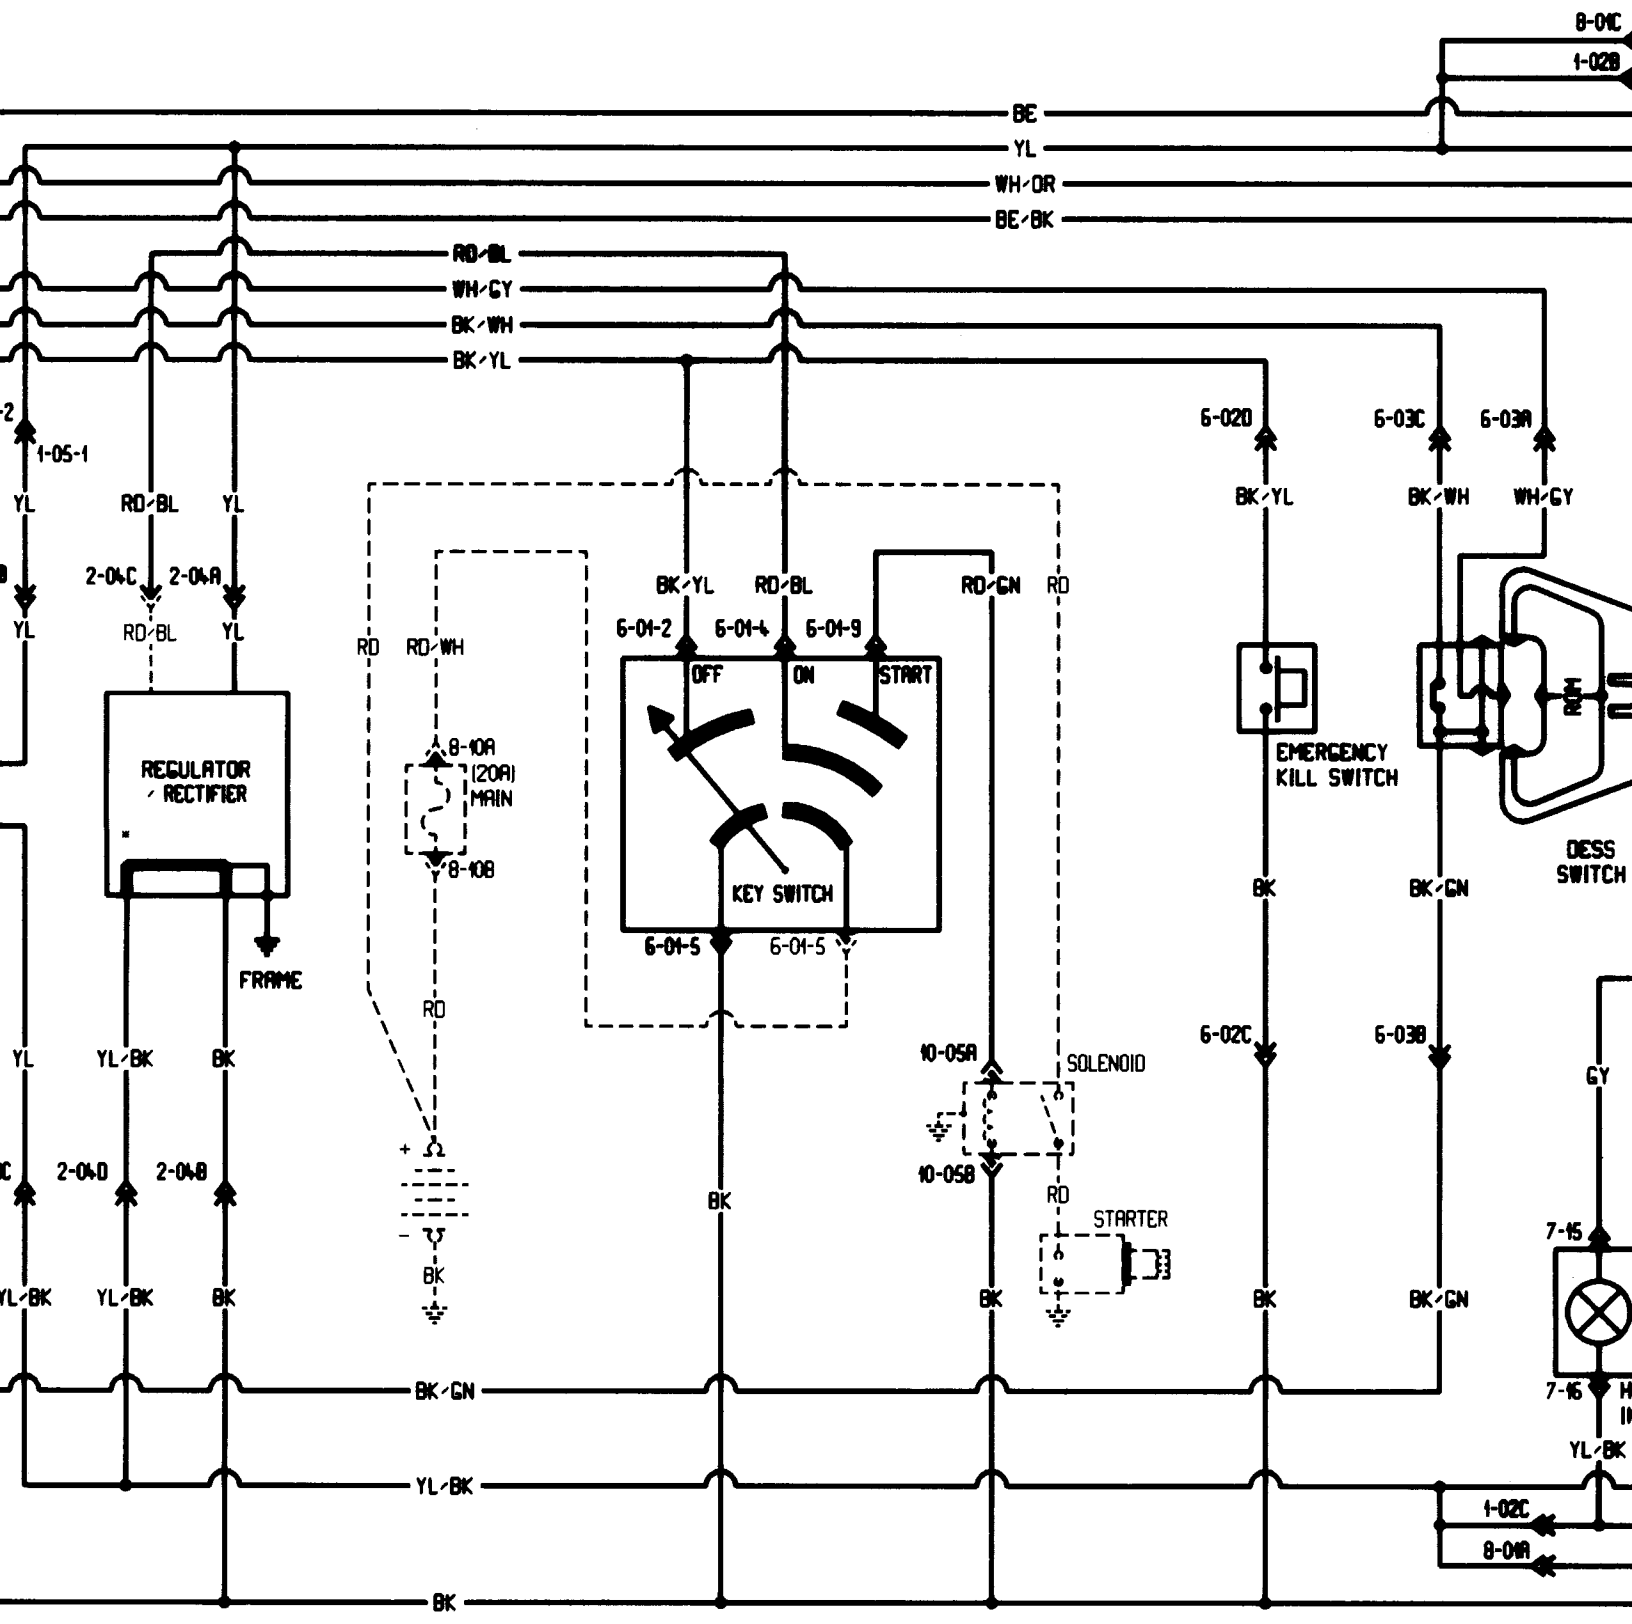 8-01C
1-02B
BE
YL
WH/OR
BE/BK
RD/BL
WH/GY
BK/WH
BK/YL
-2
1-05-1
6-02D
6-03C
6-03A
YL
RD/BL
YL
BK/YL
BK/WH
WH/GY
2-04C
2-04A
BK/YL
RD/BL
RD/GN
RD
YL
RD/BL
YL
RD
RD/WH
6-01-2
6-01-4
6-01-9
OFF
ON
START
ROM
8-10A
(20A)
MAIN
8-10B
REGULATOR
/ RECTIFIER
*
EMERGENCY
KILL SWITCH
DESS
SWITCH
KEY SWITCH
BK
BK/GN
6-01-5
6-01-5
FRAME
RD
YL
YL/BK
BK
10-05A
SOLENOID
6-02C
6-03B
GY
+
2-04D
2-04B
10-05B
RD
BK
STARTER
-
BK
7-15
YL/BK
YL/BK
BK
BK
BK
BK/GN
BK/GN
7-16
YL/BK
YL/BK
1-02C
8-01A
BK